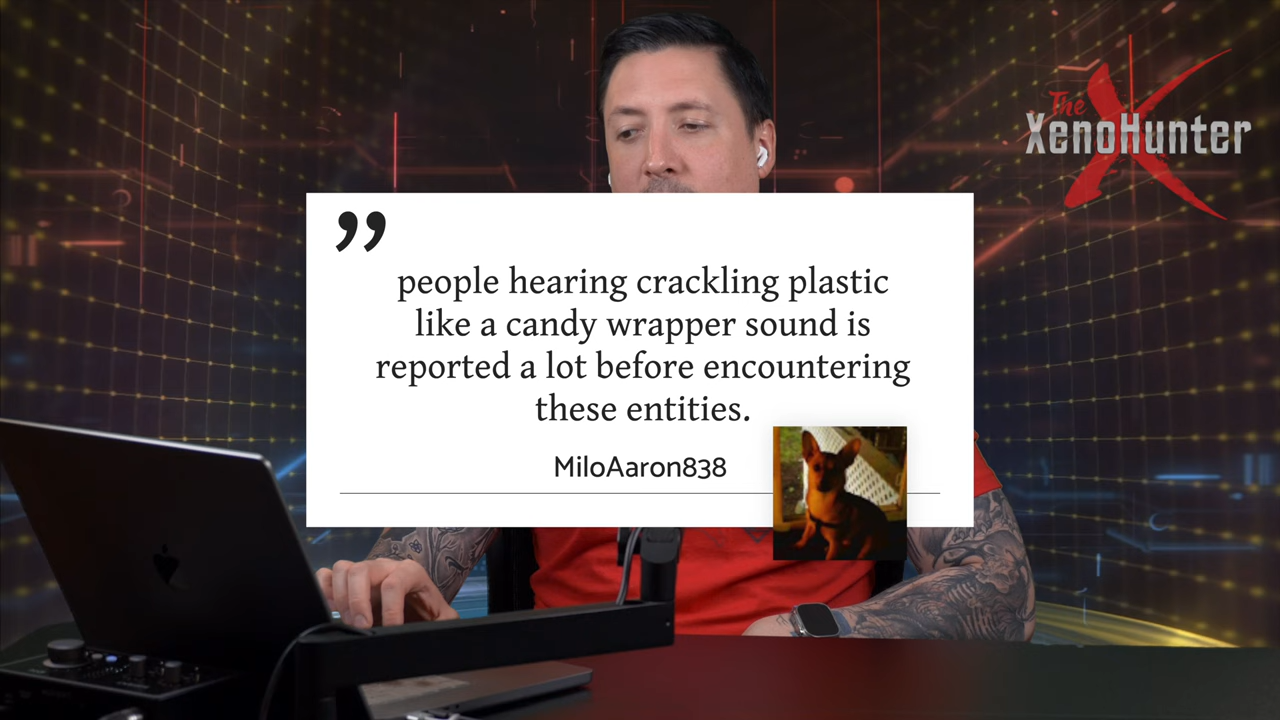 The
XenoHunter
”
people hearing crackling plastic
like a candy wrapper sound is
reported a lot before encountering
these entities.
MiloAaron838